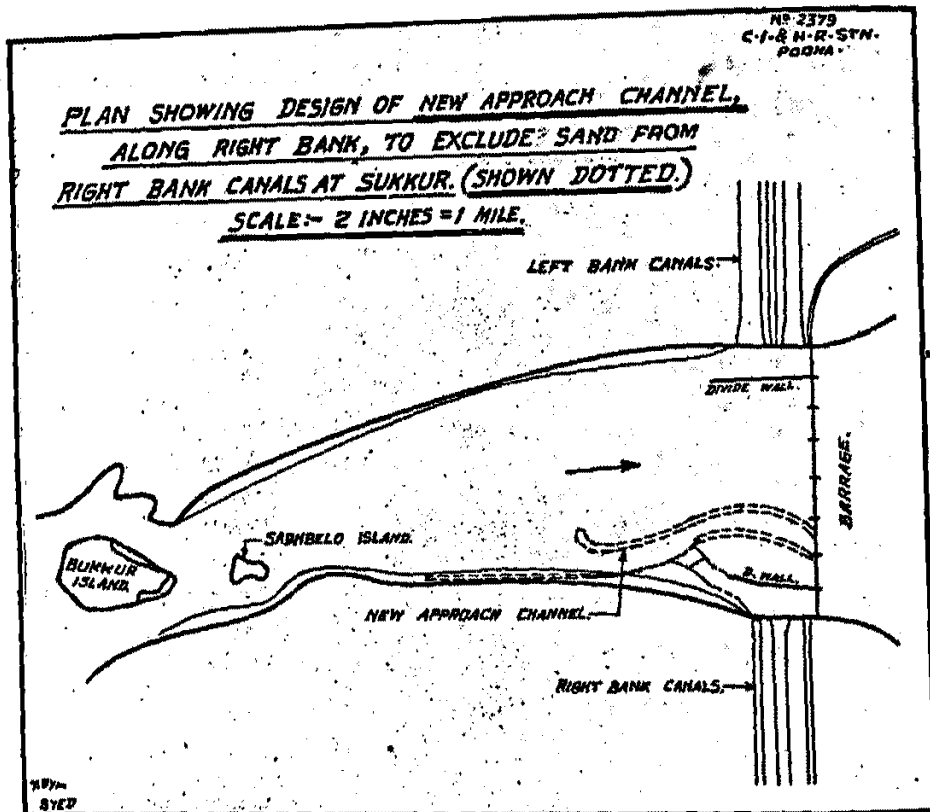 Nº 2379
C·I·& H·R·STN.
POONA·
PLAN SHOWING DESIGN OF NEW APPROACH CHANNEL,
ALONG RIGHT BANK, TO EXCLUDE SAND FROM
RIGHT BANK CANALS AT SUKKUR. (SHOWN DOTTED.)
SCALE:- 2 INCHES = 1 MILE.
LEFT BANK CANALS.
DIVIDE WALL.
BARRAGE.
SADHBELO ISLAND.
BUKKUR
ISLAND.
D. WALL.
NEW APPROACH CHANNEL.
RIGHT BANK CANALS.
SYED